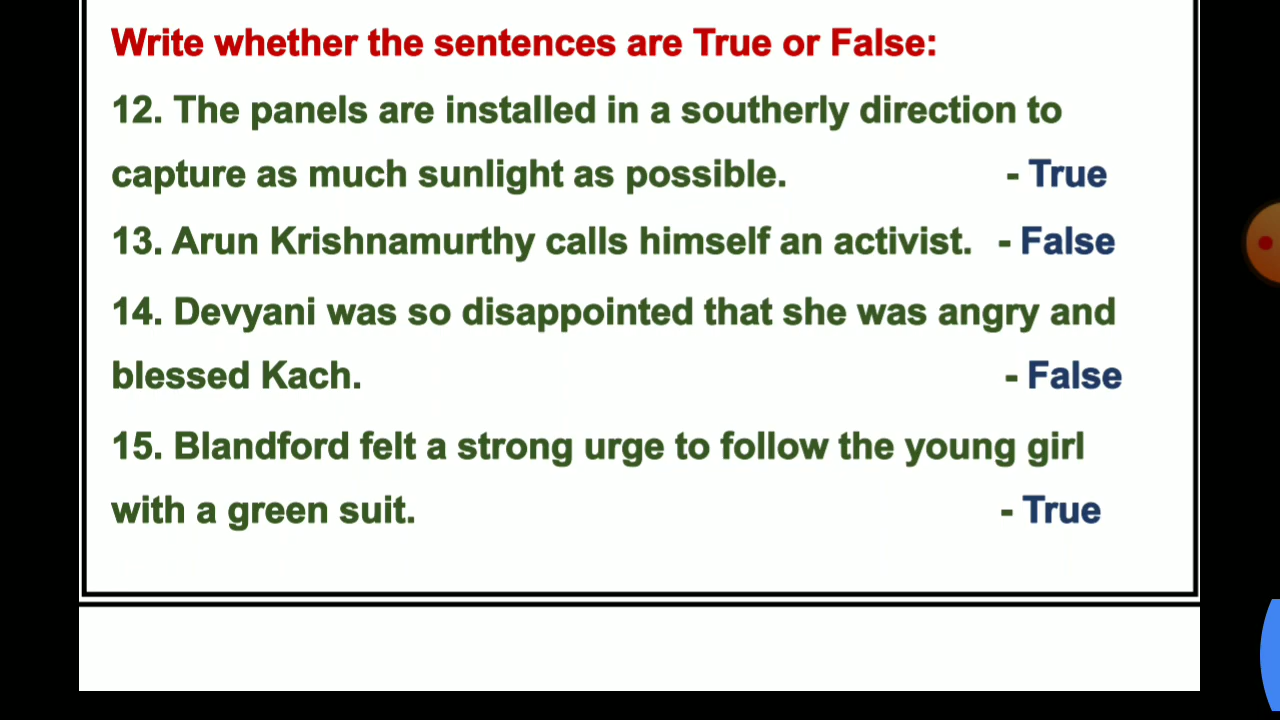 Write whether the sentences are True or False:
12. The panels are installed in a southerly direction to
capture as much sunlight as possible. - True
13. Arun Krishnamurthy calls himself an activist. - False
14. Devyani was so disappointed that she was angry and
blessed Kach. - False
15. Blandford felt a strong urge to follow the young girl
with a green suit. - True